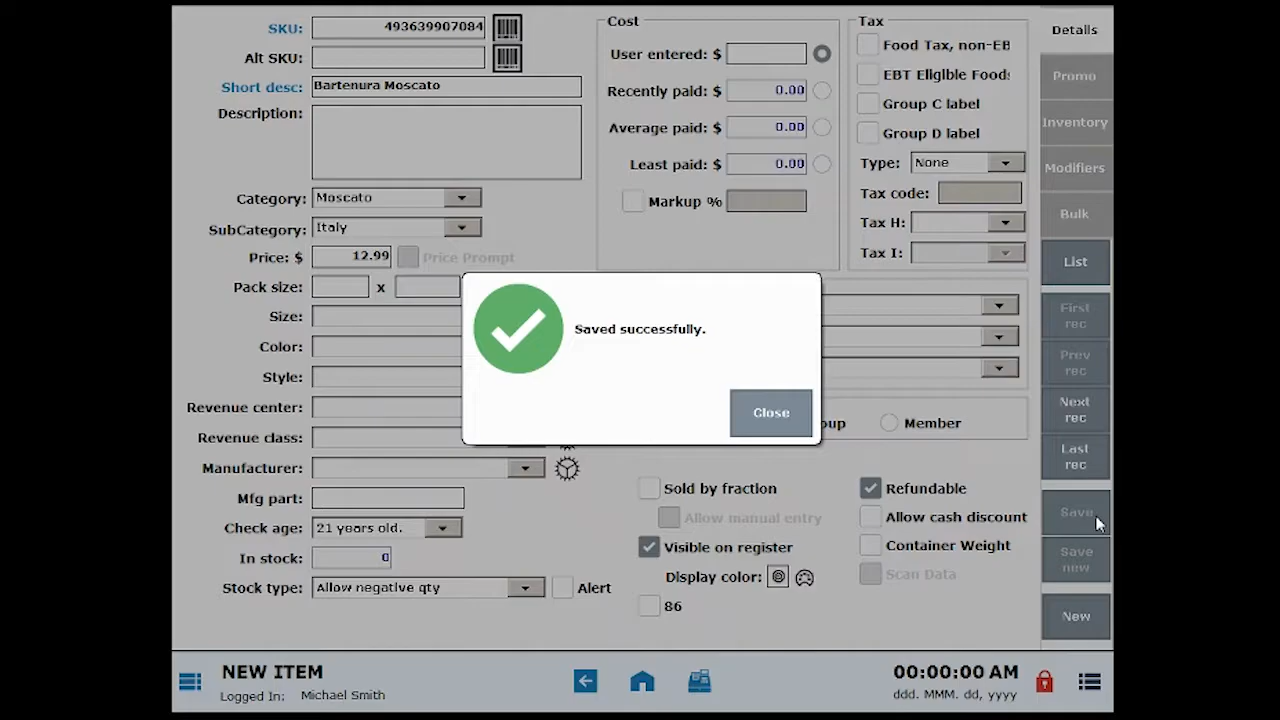 SKU: 493639907084
Alt SKU:
Short desc: Bartenura Moscato
Description:
Category: Moscato
SubCategory: Italy
Price: $ 12.99 Price Prompt
Pack size: x
Size:
Color:
Style:
Revenue center:
Revenue class:
Manufacturer:
Mfg part:
Check age: 21 years old.
In stock: 0
Stock type: Allow negative qty Alert
Cost
User entered: $
Recently paid: $ 0.00
Average paid: $ 0.00
Least paid: $ 0.00
Markup %
Tax
Food Tax, non-EB
EBT Eligible Foods
Group C label
Group D label
Type: None
Tax code:
Tax H:
Tax I:
Saved successfully.
Close
oup Member
Sold by fraction
Allow manual entry
Visible on register
Display color:
86
Refundable
Allow cash discount
Container Weight
Scan Data
Details
Promo
Inventory
Modifiers
Bulk
List
First
rec
Prev
rec
Next
rec
Last
rec
Save
Save
new
New
NEW ITEM
Logged In: Michael Smith
00:00:00 AM
ddd. MMM. dd, yyyy